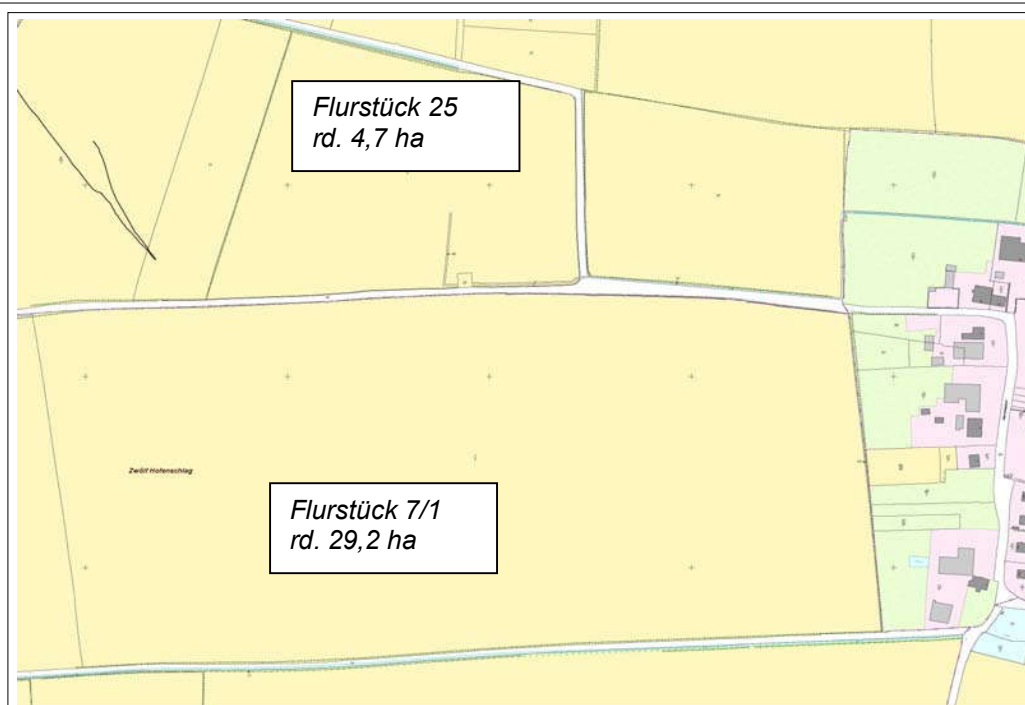 Flurstück 25
rd. 4,7 ha
Zwölf Hofenschlag
Flurstück 7/1
rd. 29,2 ha